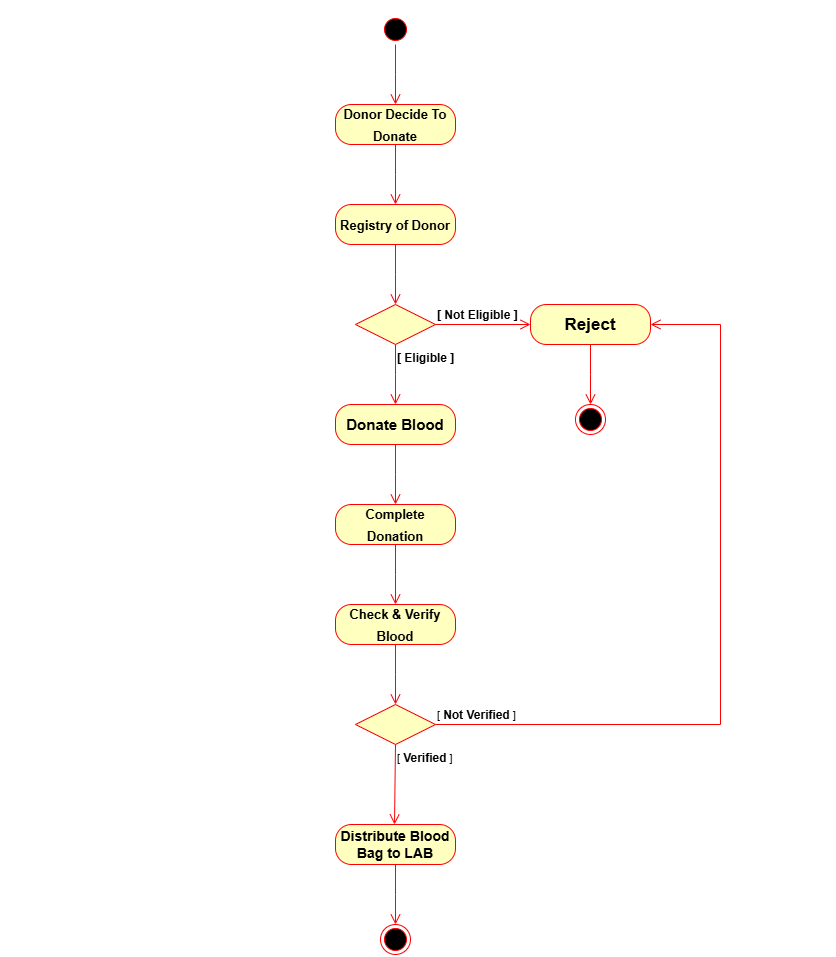 Donor Decide To
Donate
Registry of Donor
[ Not Eligible ]
Reject
[ Eligible ]
Donate Blood
Complete
Donation
Check & Verify
Blood
[ Not Verified ]
[ Verified ]
Distribute Blood
Bag to LAB